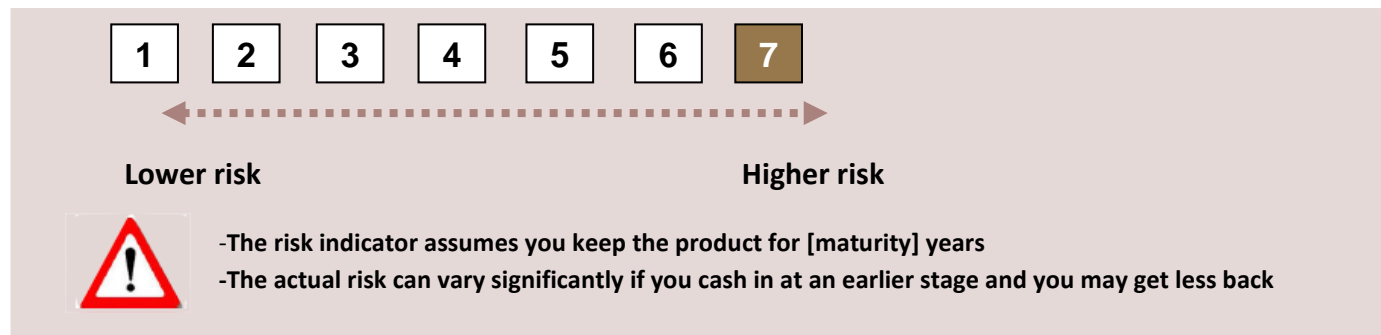 1 2 3 4 5 6 7
Lower risk Higher risk
-The risk indicator assumes you keep the product for [maturity] years
-The actual risk can vary significantly if you cash in at an earlier stage and you may get less back